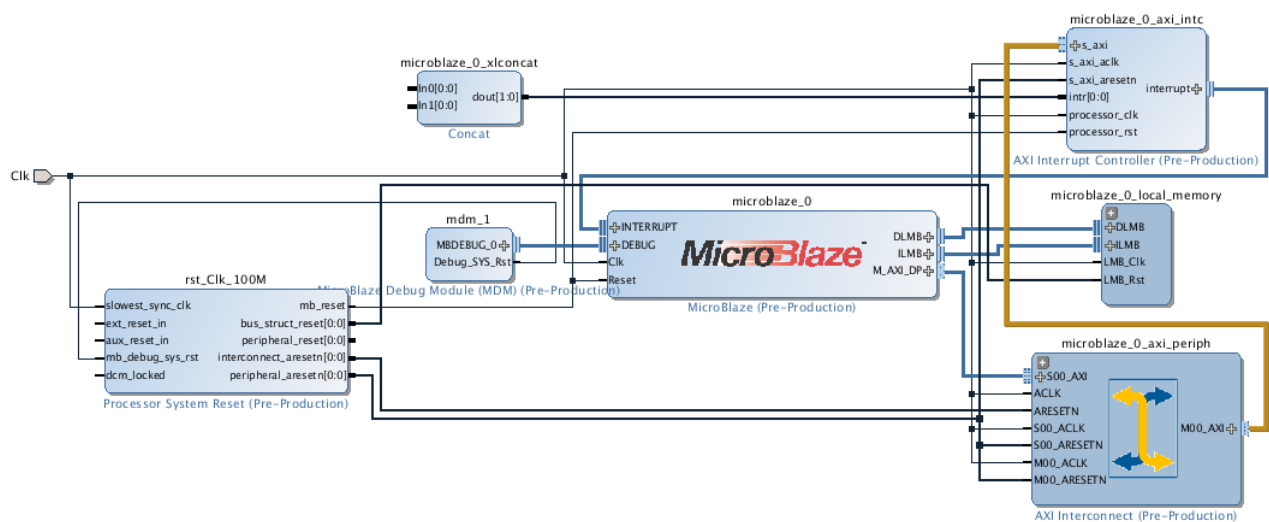 microblaze_0_axi_intc
s_axi
s_axi_aclk
s_axi_aresetn
intr[0:0]
processor_clk
processor_rst
interrupt
AXI Interrupt Controller (Pre-Production)
microblaze_0_xlconcat
In0[0:0]
In1[0:0]
dout[1:0]
Concat
Clk
microblaze_0_local_memory
DLMB
ILMB
LMB_Clk
LMB_Rst
microblaze_0
INTERRUPT
DEBUG
Clk
Reset
MicroBlaze
DLMB
ILMB
M_AXI_DP
MicroBlaze (Pre-Production)
mdm_1
MBDEBUG_0
Debug_SYS_Rst
MicroBlaze Debug Module (MDM) (Pre-Production)
rst_Clk_100M
slowest_sync_clk
ext_reset_in
aux_reset_in
mb_debug_sys_rst
dcm_locked
mb_reset
bus_struct_reset[0:0]
peripheral_reset[0:0]
interconnect_aresetn[0:0]
peripheral_aresetn[0:0]
Processor System Reset (Pre-Production)
microblaze_0_axi_periph
S00_AXI
ACLK
ARESETN
S00_ACLK
S00_ARESETN
M00_ACLK
M00_ARESETN
M00_AXI
AXI Interconnect (Pre-Production)